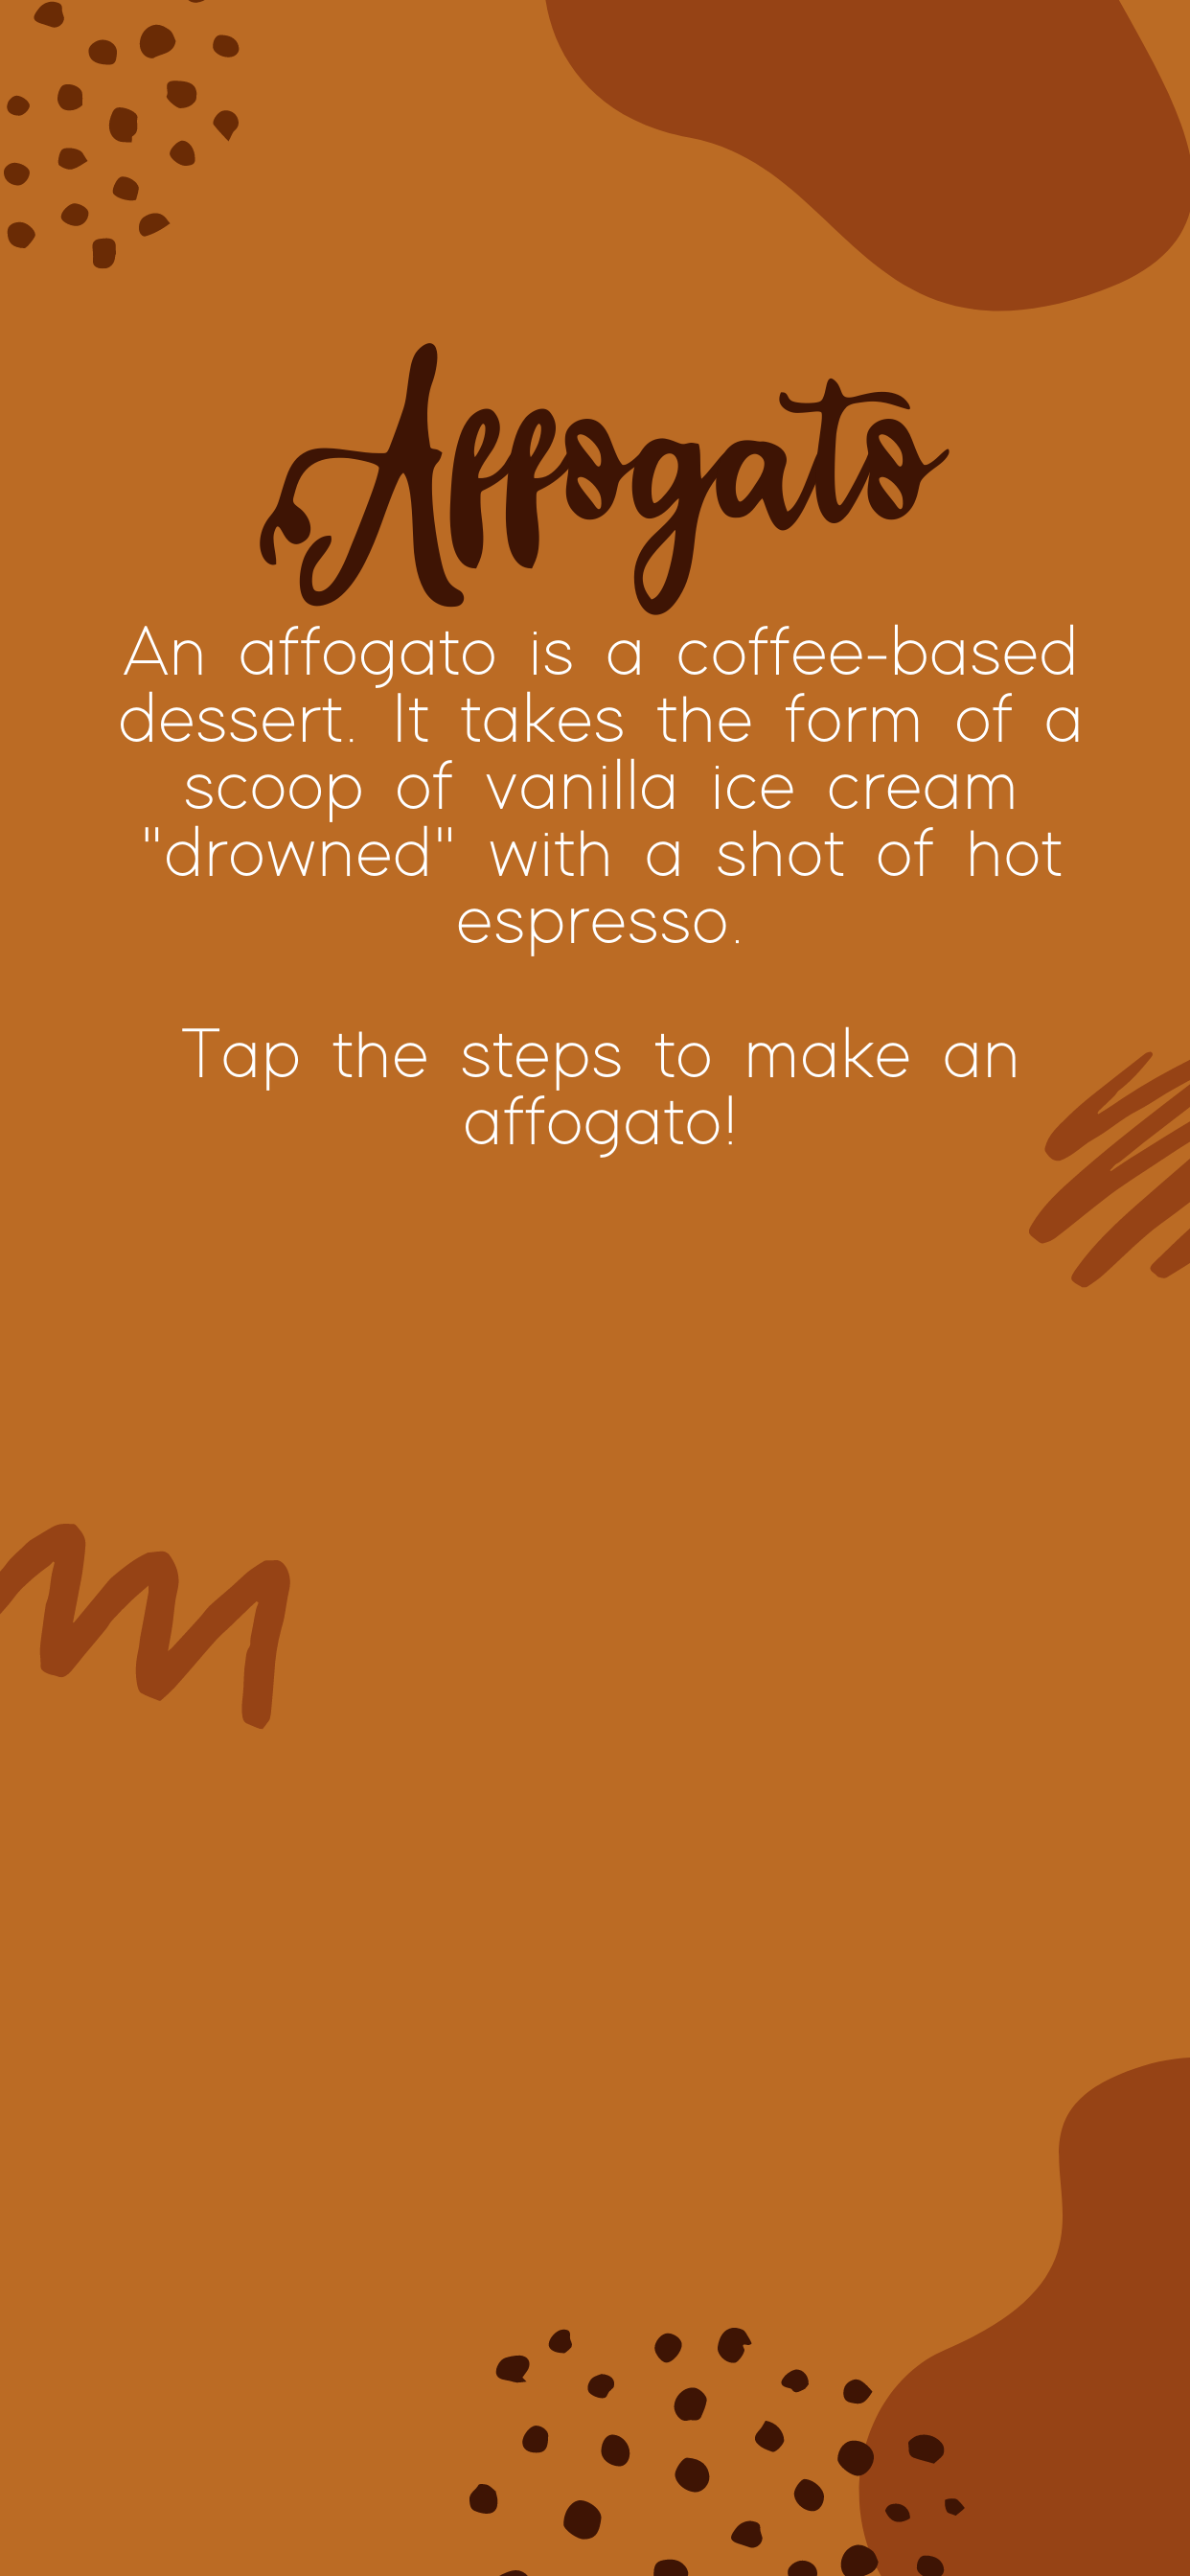 Affogato
An affogato is a coffee-based
dessert. It takes the form of a
scoop of vanilla ice cream
"drowned" with a shot of hot
espresso.
Tap the steps to make an
affogato!